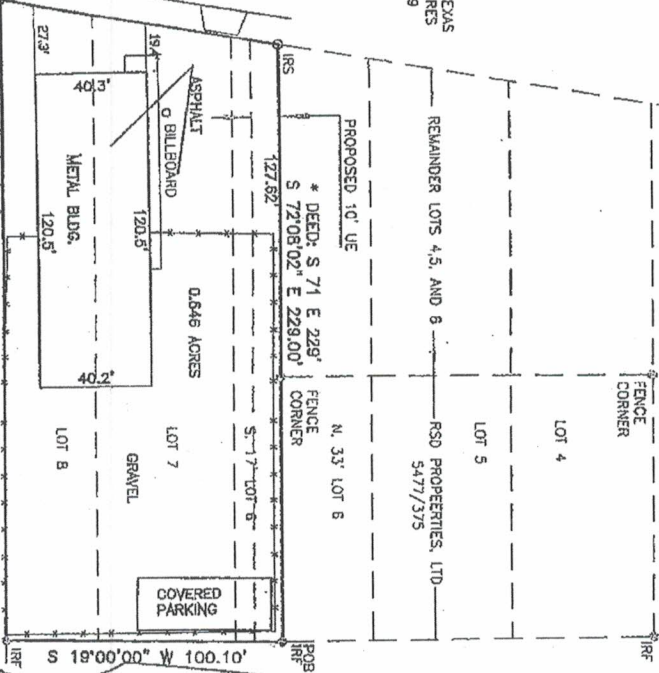 EXAS
RES
9
FENCE
CORNER
LOT 4
LOT 5
REMAINDER LOTS 4,5, AND 6
RSD PROPEERTIES, LTD
5477/375
PROPOSED 10' UE
N. 33' LOT 6
* DEED: S 71 E 229'
S 72°08'02" E 229.00'
FENCE
CORNER
IRS
127.62'
POB
IRF
S. 17' LOT 6
ASPHALT
BILLBOARD
0.546 ACRES
LOT 7
GRAVEL
COVERED
PARKING
19.4'
27.3'
40.3'
120.5'
METAL BLDG.
120.5'
40.2'
LOT 8
IRF
S 19°00'00" W 100.10'